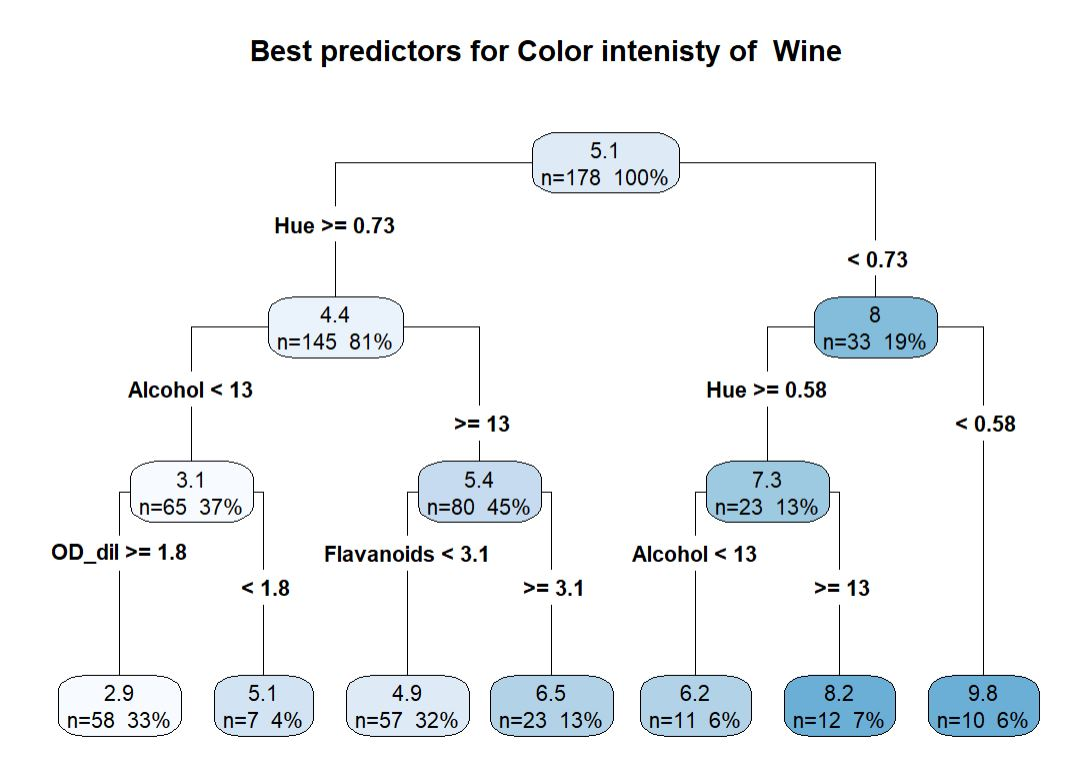 Best predictors for Color intenisty of  Wine
5.1
n=178  100%
Hue >= 0.73
< 0.73
4.4
n=145  81%
8
n=33  19%
Alcohol < 13
>= 13
Hue >= 0.58
< 0.58
3.1
n=65  37%
5.4
n=80  45%
7.3
n=23  13%
OD_dil >= 1.8
< 1.8
Flavanoids < 3.1
>= 3.1
Alcohol < 13
>= 13
2.9
n=58  33%
5.1
n=7  4%
4.9
n=57  32%
6.5
n=23  13%
6.2
n=11  6%
8.2
n=12  7%
9.8
n=10  6%